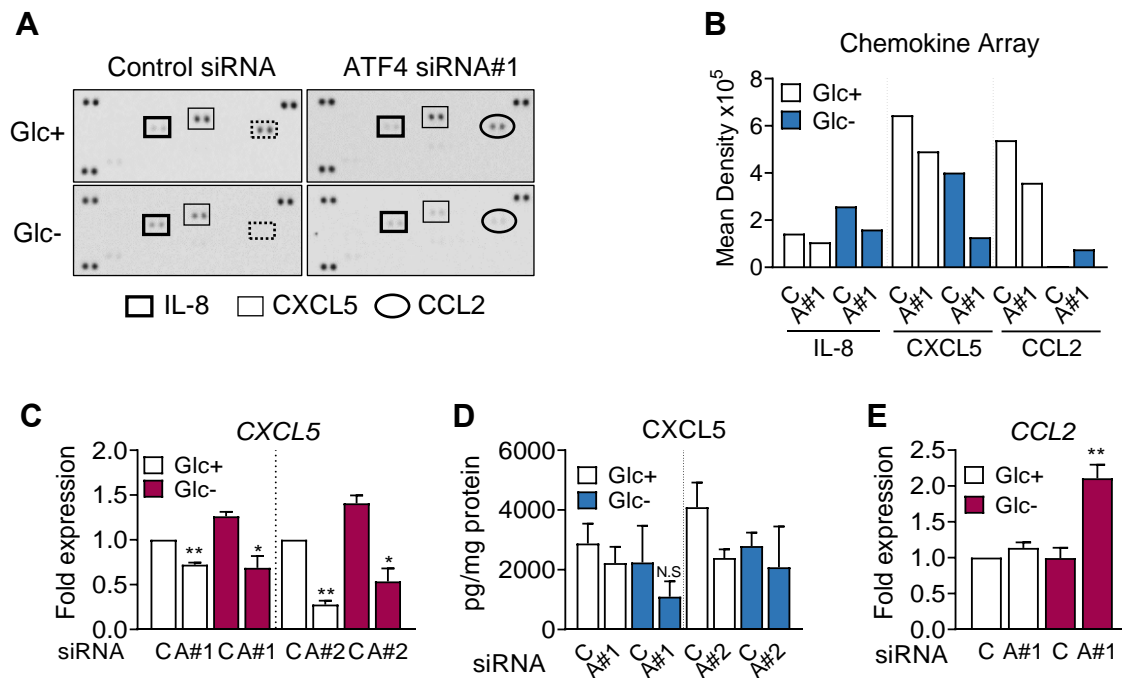 A
Control siRNA
ATF4 siRNA#1
Glc+
Glc-
IL-8
CXCL5
CCL2
B
Chemokine Array
Mean Density x10⁵
8
6
4
2
0
Glc+
Glc-
C
A#1
C
A#1
C
A#1
C
A#1
C
A#1
C
A#1
IL-8
CXCL5
CCL2
C
CXCL5
Fold expression
2.0
1.5
1.0
0.5
0.0
Glc+
Glc-
**
*
**
*
siRNA
C A#1 C A#1 C A#2 C A#2
D
CXCL5
pg/mg protein
6000
4000
2000
0
Glc+
Glc-
N.S
siRNA
C
A#1
C
A#1
C
A#2
C
A#2
E
CCL2
Fold expression
2.5
2.0
1.5
1.0
0.5
0.0
Glc+
Glc-
**
siRNA
C A#1 C A#1